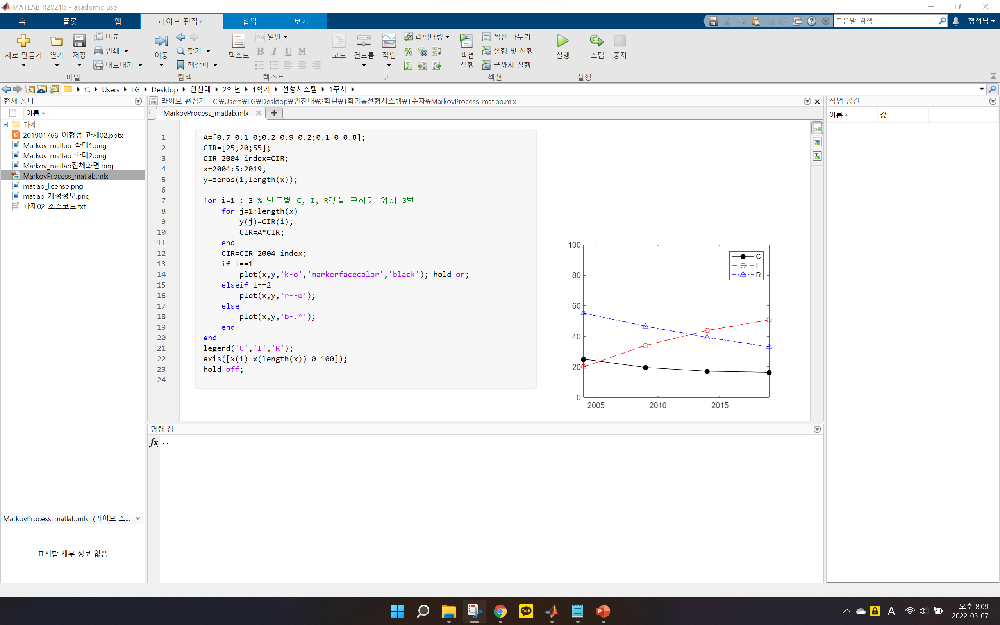 MATLAB R2021b - academic use
홈 플롯 앱 라이브 편집기 삽입 보기
도움말 검색
형섭님
새로 만들기 열기 저장
비교
인쇄
내보내기
파일
이동
찾기
책갈피
탐색
텍스트
Aa 일반
B I U M
텍스트
코드 컨트롤 작업
리팩터링
코드
섹션 실행
섹션 나누기
실행 및 진행
끝까지 실행
섹션
실행 스텝 중지
실행
C: Users LG Desktop 인천대 2학년 1학기 선형시스템 1주차
현재 폴더
이름
과제
201901766_이형섭_과제02.pptx
Markov_matlab_확대1.png
Markov_matlab_확대2.png
Markov_matlab전체화면.png
MarkovProcess_matlab.mlx
matlab_license.png
matlab_개정정보.png
과제02_소스코드.txt
MarkovProcess_matlab.mlx (라이브 스...
표시할 세부 정보 없음
라이브 편집기 - C:₩Users₩LG₩Desktop₩인천대₩2학년₩1학기₩선형시스템₩1주차₩MarkovProcess_matlab.mlx
MarkovProcess_matlab.mlx
1 A=[0.7 0.1 0;0.2 0.9 0.2;0.1 0 0.8];
2 CIR=[25;20;55];
3 CIR_2004_index=CIR;
4 x=2004:5:2019;
5 y=zeros(1,length(x));
6
7 for i=1 : 3 % 년도별 C, I, R값을 구하기 위해 3번
8 for j=1:length(x)
9 y(j)=CIR(i);
10 CIR=A*CIR;
11 end
12 CIR=CIR_2004_index;
13 if i==1
14 plot(x,y,'k-o','markerfacecolor','black'); hold on;
15 elseif i==2
16 plot(x,y,'r--o');
17 else
18 plot(x,y,'b-.^');
19 end
20 end
21 legend('C','I','R');
22 axis([x(1) x(length(x)) 0 100]);
23 hold off;
24
100
80
60
40
20
0
2005 2010 2015
C
I
R
명령 창
fx >>
작업 공간
이름 값
TALK
P
A
오후 8:09
2022-03-07